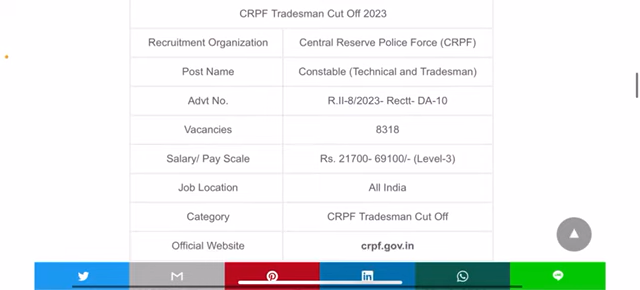 CRPF Tradesman Cut Off 2023
Recruitment Organization Central Reserve Police Force (CRPF)
Post Name Constable (Technical and Tradesman)
Advt No. R.II-8/2023- Rectt- DA-10
Vacancies 8318
Salary/ Pay Scale Rs. 21700- 69100/- (Level-3)
Job Location All India
Category CRPF Tradesman Cut Off
Official Website crpf.gov.in